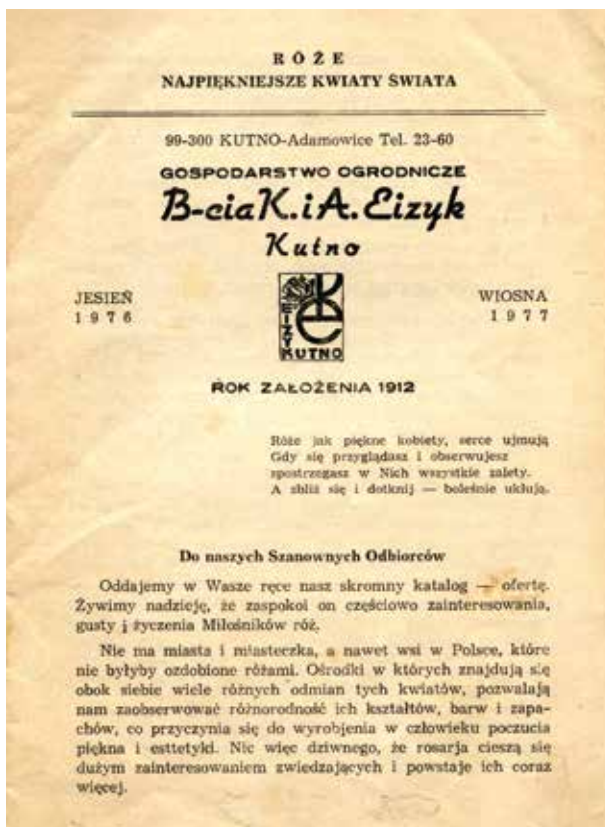 RÓŻE
NAJPIĘKNIEJSZE KWIATY ŚWIATA
99-300 KUTNO-Adamowice Tel. 23-60
GOSPODARSTWO OGRODNICZE
B-cia K. i A. Eizyk
Kutno
JESIEŃ
1976
EIZYK
KUTNO
WIOSNA
1977
ROK ZAŁOŻENIA 1912
Róże jak piękne kobiety, serce ujmują
Gdy się przyglądasz i obserwujesz
spostrzegasz w Nich wszystkie zalety.
A zbliż się i dotknij — boleśnie ukłują.
Do naszych Szanownych Odbiorców
Oddajemy w Wasze ręce nasz skromny katalog — ofertę.
Żywimy nadzieję, że zaspokoi on częściowo zainteresowania,
gusty i życzenia Miłośników róż.
Nie ma miasta i miasteczka, a nawet wsi w Polsce, które
nie byłyby ozdobione różami. Ośrodki w których znajdują się
obok siebie wiele różnych odmian tych kwiatów, pozwalają
nam zaobserwować różnorodność ich kształtów, barw i zapa-
chów, co przyczynia się do wyrobjenia w człowieku poczucia
piękna i esttetyki. Nic więc dziwnego, że rosarja cieszą się
dużym zainteresowaniem zwiedzających i powstaje ich coraz
więcej.